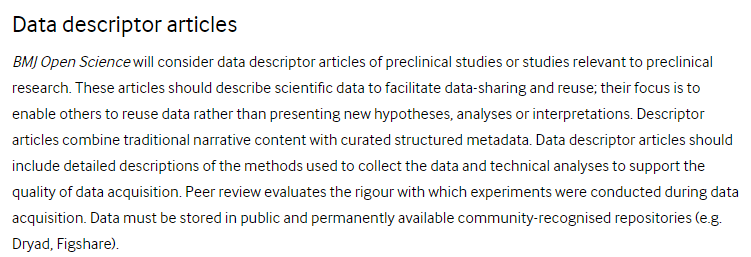 Data descriptor articles
BMJ Open Science will consider data descriptor articles of preclinical studies or studies relevant to preclinical
research. These articles should describe scientific data to facilitate data-sharing and reuse; their focus is to
enable others to reuse data rather than presenting new hypotheses, analyses or interpretations. Descriptor
articles combine traditional narrative content with curated structured metadata. Data descriptor articles should
include detailed descriptions of the methods used to collect the data and technical analyses to support the
quality of data acquisition. Peer review evaluates the rigour with which experiments were conducted during data
acquisition. Data must be stored in public and permanently available community-recognised repositories (e.g.
Dryad, Figshare).